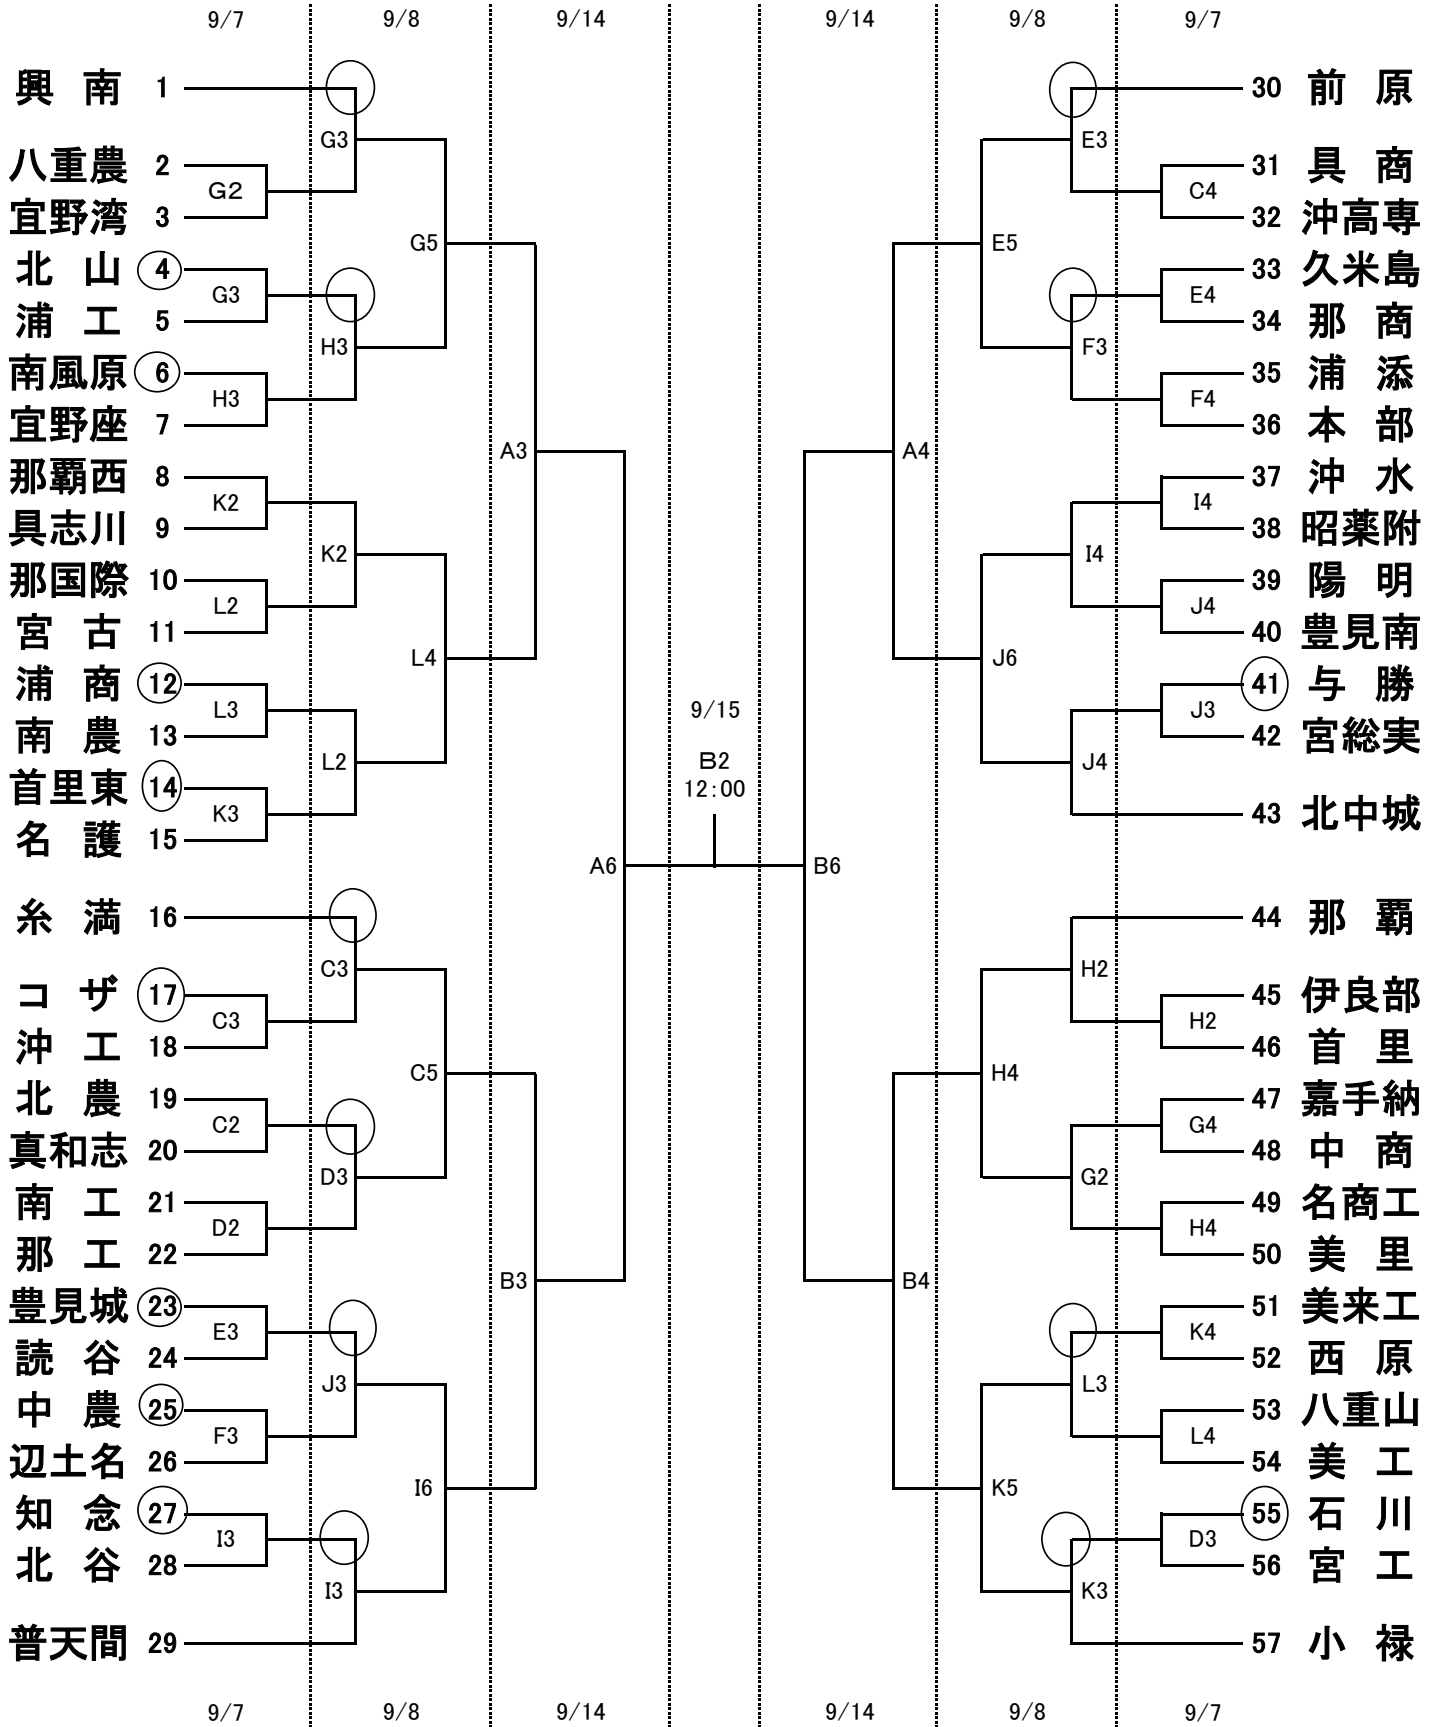 9/7 9/8 9/14 9/14 9/8 9/7
興 南 1 30 前 原
G3 E3
八重農 2 31 具 商
G2 C4
宜野湾 3 32 沖高専
G5 E5
北 山 4 33 久米島
G3 E4
浦 工 5 34 那 商
H3 F3
南風原 6 35 浦 添
H3 F4
宜野座 7 36 本 部
A3 A4
那覇西 8 37 沖 水
K2 I4
具志川 9 38 昭薬附
K2 I4
那国際 10 39 陽 明
L2 J4
宮 古 11 40 豊見南
L4 J6
浦 商 12 41 与 勝
L3 9/15 J3
南 農 13 42 宮総実
L2 B2 J4
首里東 14 12:00
K3 43 北中城
名 護 15
A6 B6
糸 満 16 44 那 覇
C3 H2
コ ザ 17 45 伊良部
C3 H2
沖 工 18 46 首 里
C5 H4
北 農 19 47 嘉手納
C2 G4
真和志 20 48 中 商
D3 G2
南 工 21 49 名商工
D2 H4
那 工 22 50 美 里
B3 B4
豊見城 23 51 美来工
E3 K4
読 谷 24 52 西 原
J3 L3
中 農 25 53 八重山
F3 L4
辺土名 26 54 美 工
I6 K5
知 念 27 55 石 川
I3 D3
北 谷 28 56 宮 工
I3 K3
普天間 29 57 小 禄
9/7 9/8 9/14 9/14 9/8 9/7